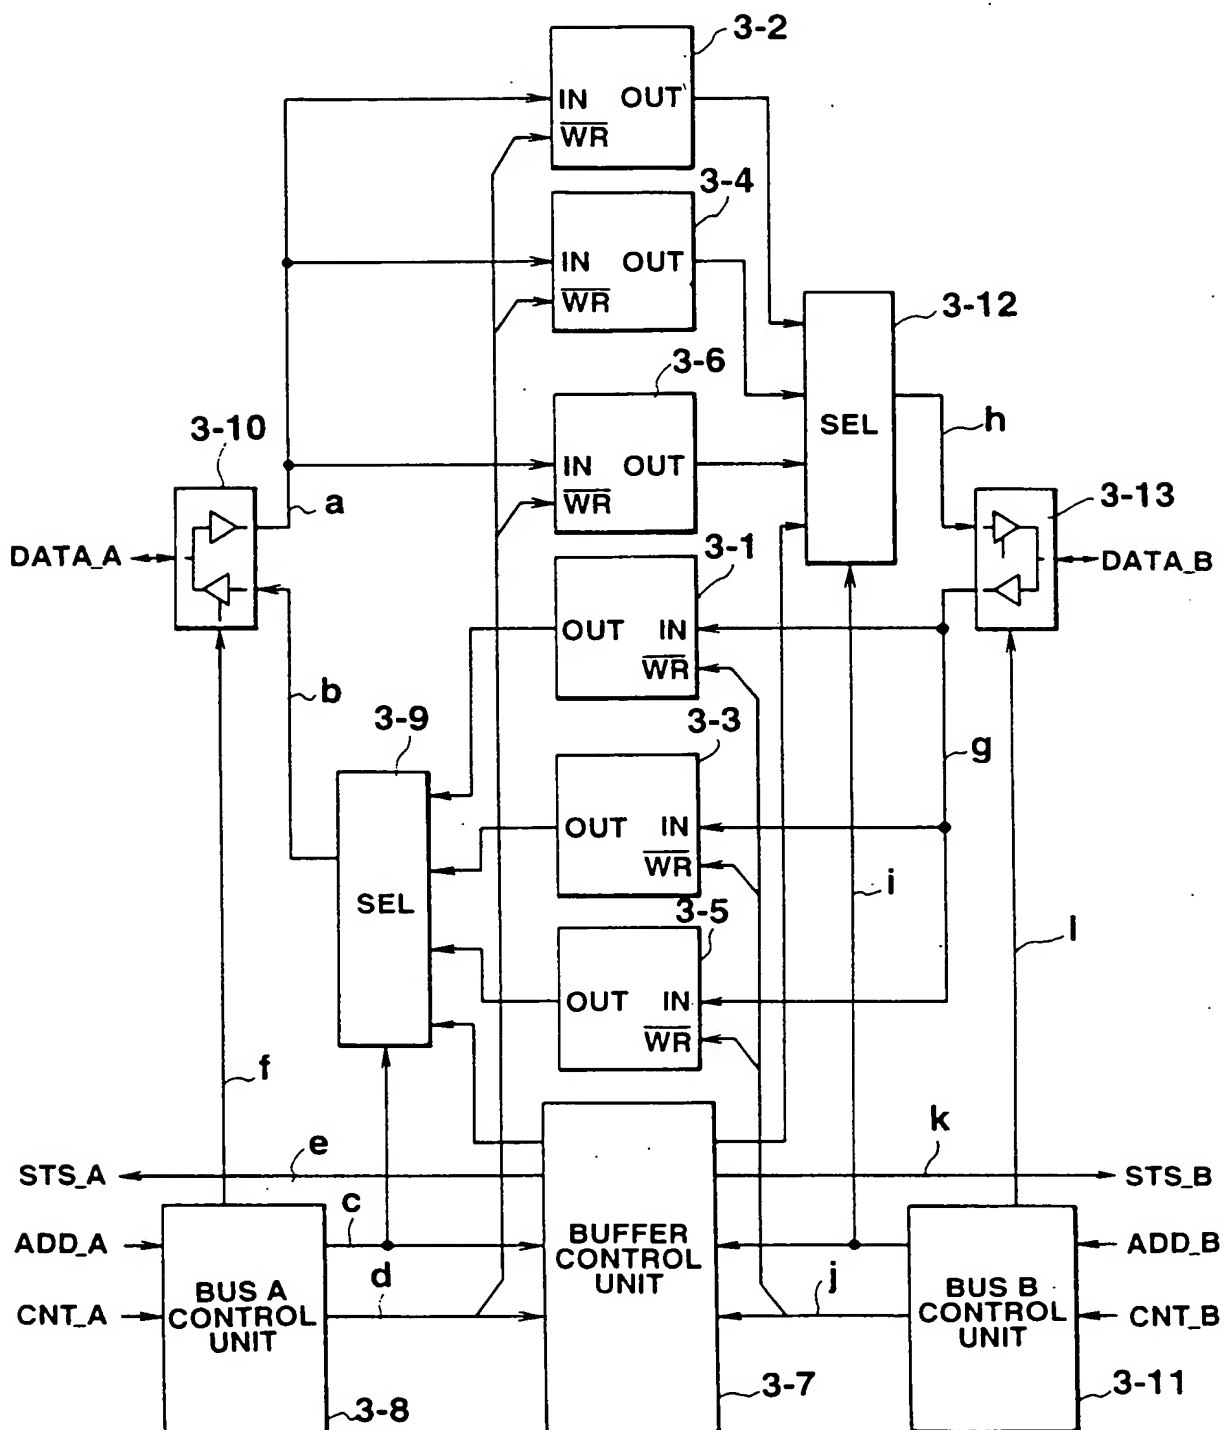 3-2
IN OUT
WR
3-4
IN OUT
WR
3-12
3-6
SEL
h
3-10
IN OUT
WR
a
3-13
3-1
DATA_A
DATA_B
OUT IN
WR
b
3-9
3-3
g
OUT IN
WR
SEL
i
3-5
l
OUT IN
WR
f
e
k
STS_A
STS_B
c
ADD_A
ADD_B
BUFFER
CONTROL
UNIT
d
j
BUS A
CONTROL
UNIT
BUS B
CONTROL
UNIT
CNT_A
CNT_B
3-7
3-11
3-8